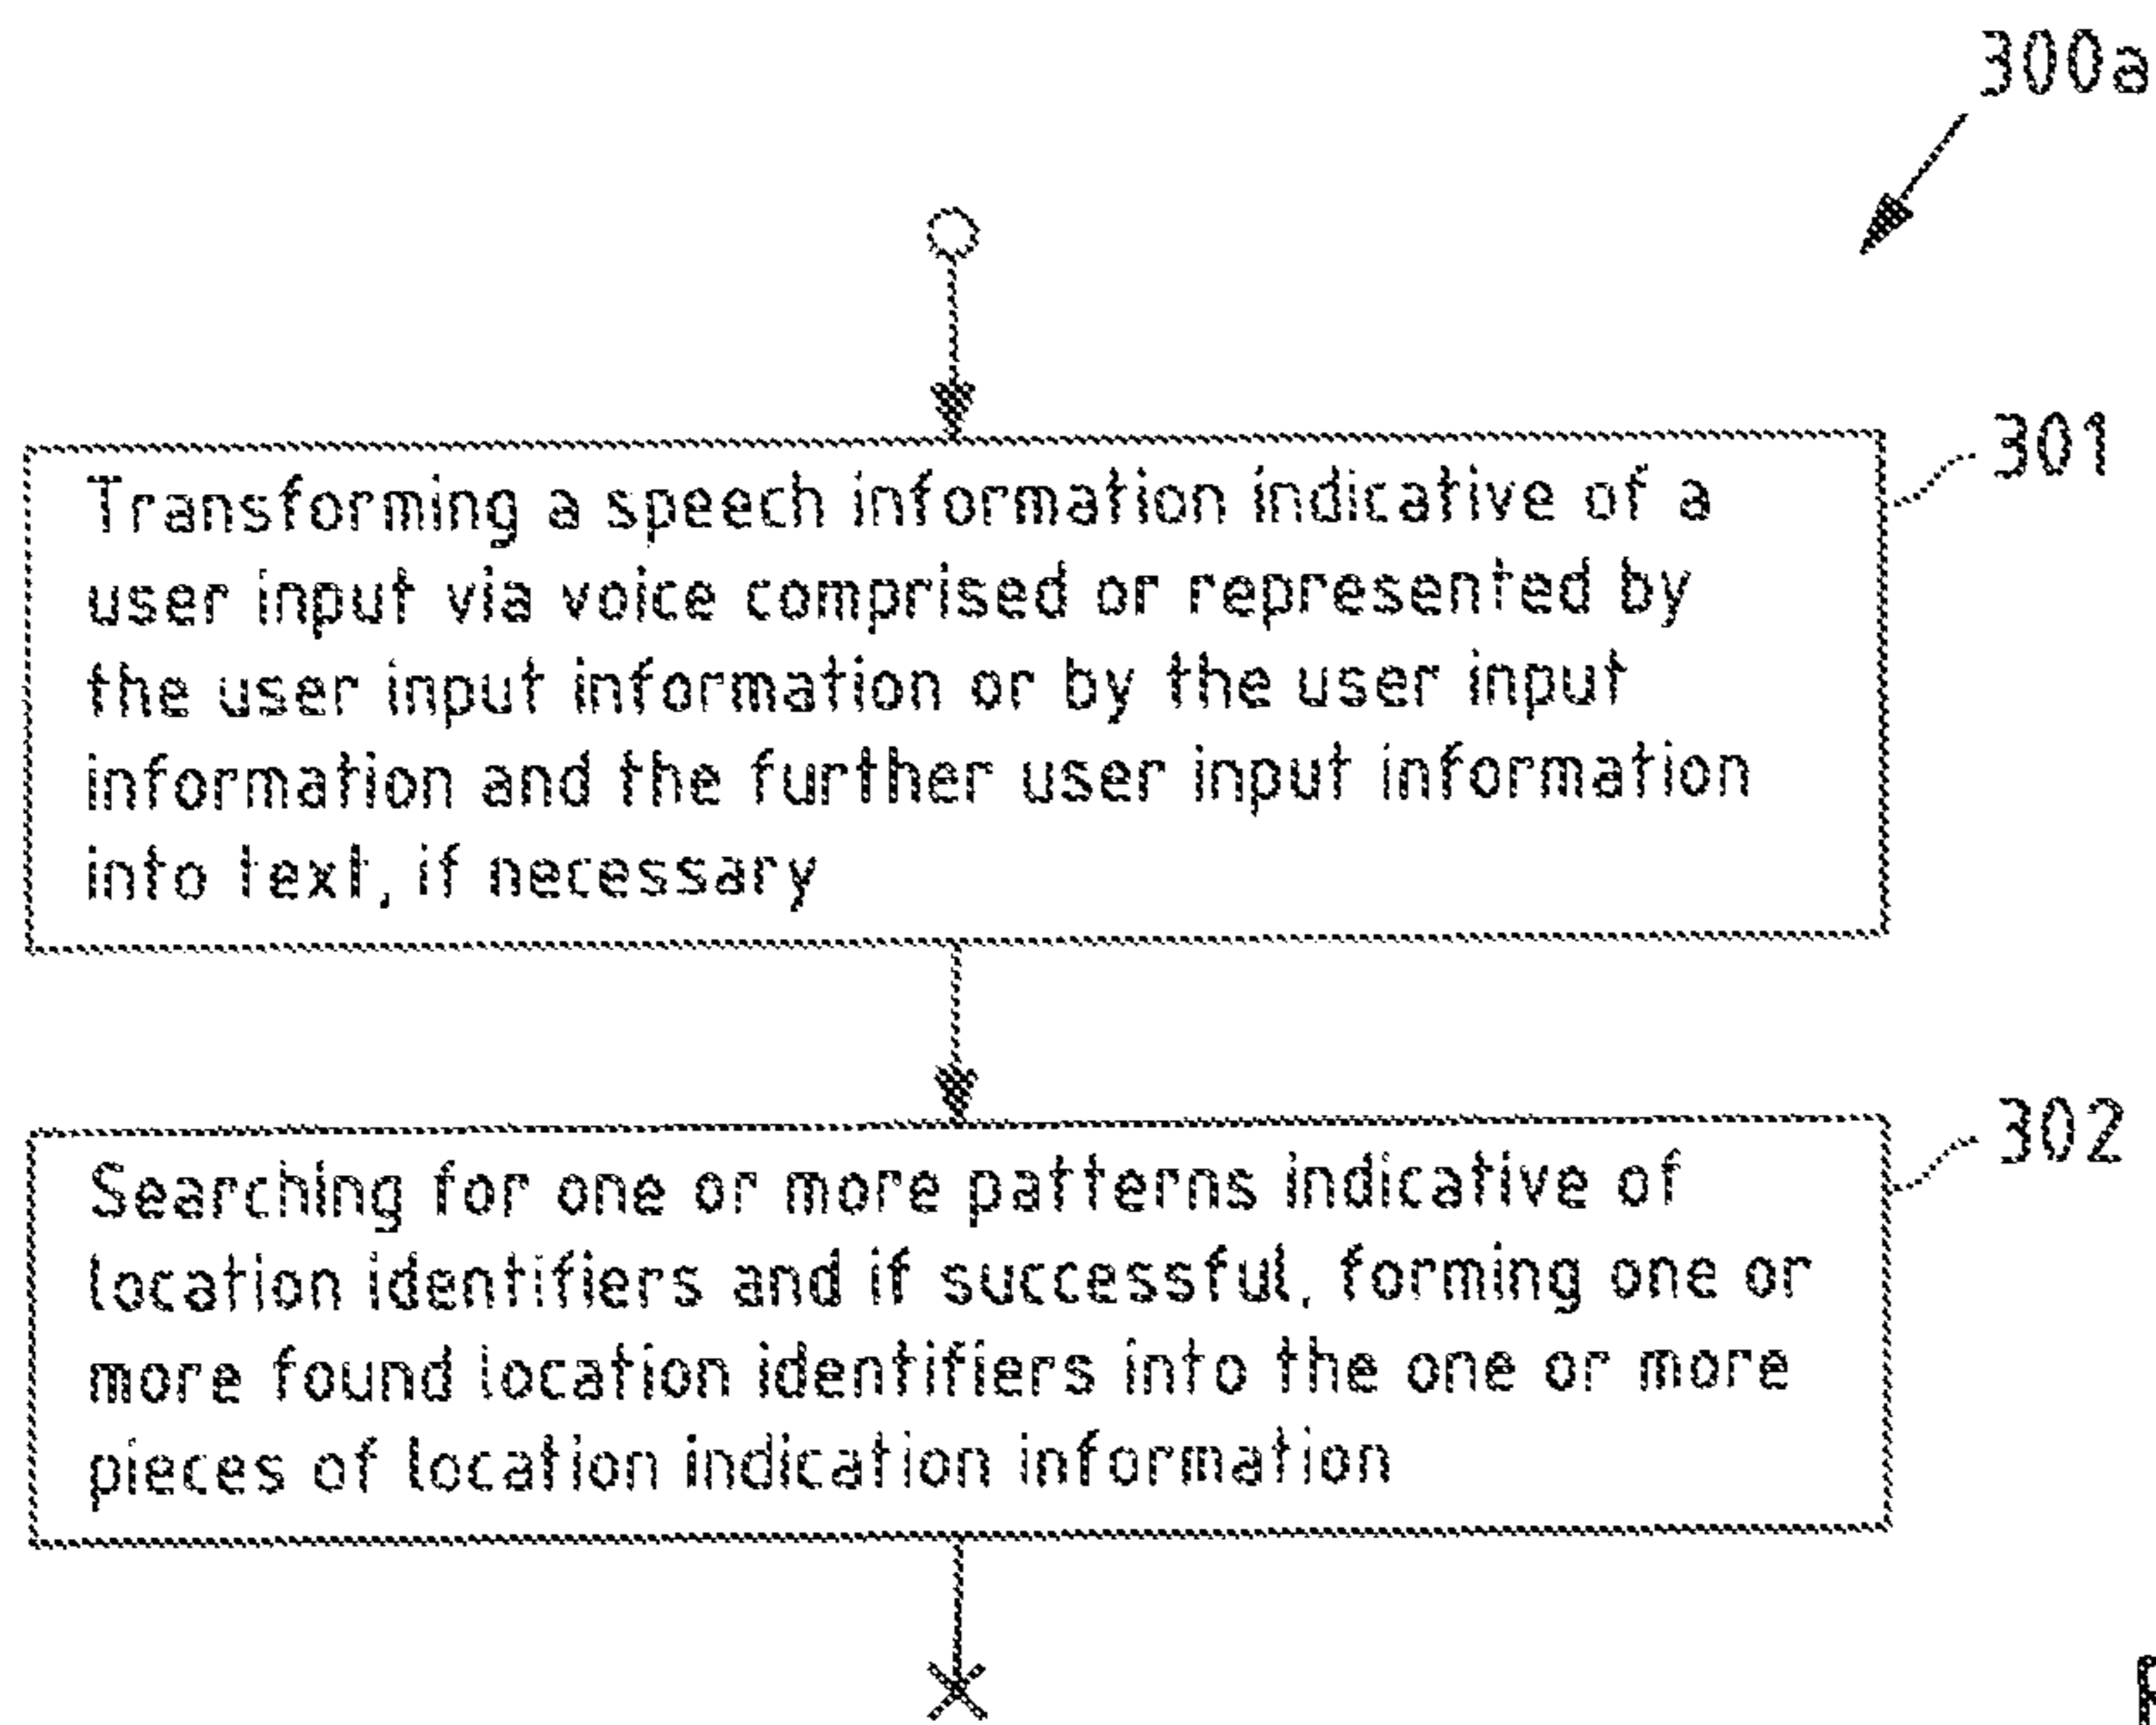 300a
301
Transforming a speech information indicative of a
user input via voice comprised or represented by
the user input information or by the user input
information and the further user input information
into text, if necessary
302
Searching for one or more patterns indicative of
location identifiers and if successful, forming one or
more found location identifiers into the one or more
pieces of location indication information